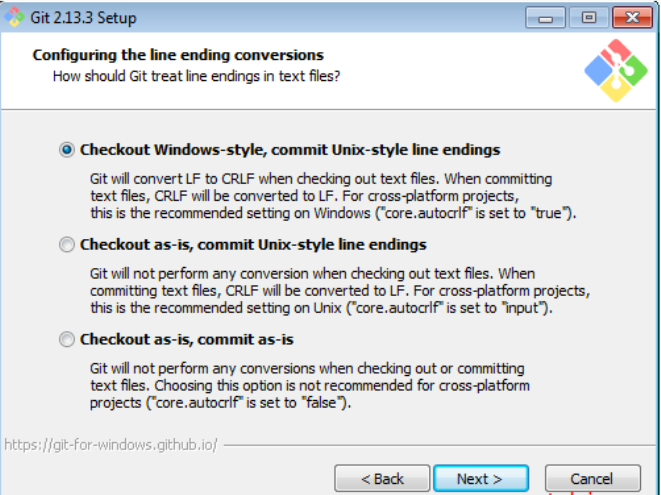 Git 2.13.3 Setup
Configuring the line ending conversions
How should Git treat line endings in text files?
Checkout Windows-style, commit Unix-style line endings
Git will convert LF to CRLF when checking out text files. When committing
text files, CRLF will be converted to LF. For cross-platform projects,
this is the recommended setting on Windows ("core.autocrlf" is set to "true").
Checkout as-is, commit Unix-style line endings
Git will not perform any conversion when checking out text files. When
committing text files, CRLF will be converted to LF. For cross-platform projects,
this is the recommended setting on Unix ("core.autocrlf" is set to "input").
Checkout as-is, commit as-is
Git will not perform any conversions when checking out or committing
text files. Choosing this option is not recommended for cross-platform
projects ("core.autocrlf" is set to "false").
https://git-for-windows.github.io/
< Back Next > Cancel